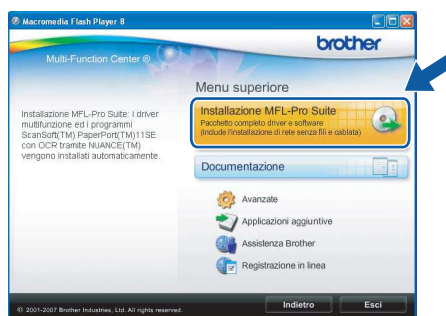 Macromedia Flash Player 8
brother
Multi-Function Center ®
Menu superiore
Installazione MFL-Pro Suite: I driver
multifunzione ed i programmi
ScanSoft(TM) PaperPort(TM)11SE
con OCR tramite NUANCE(TM)
vengono installati automaticamente.
Installazione MFL-Pro Suite
Pacchetto completo driver e software
(Include l'installazione di rete senza fili e cablata)
Documentazione
Avanzate
Applicazioni aggiuntive
Assistenza Brother
Registrazione in linea
© 2001-2007 Brother Industries, Ltd. All rights reserved.
Indietro
Esci